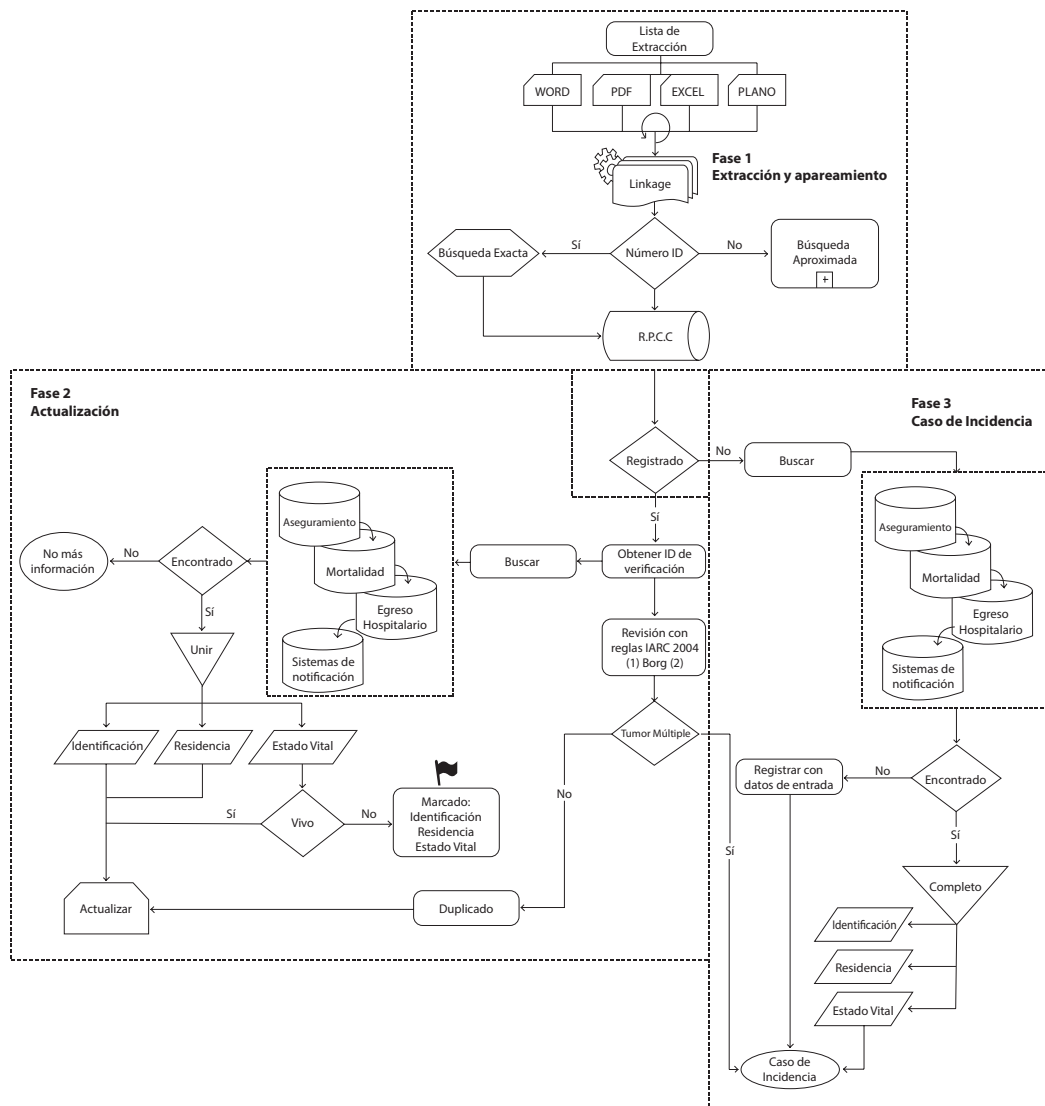 Lista de
Extracción
WORD
PDF
EXCEL
PLANO
Fase 1
Extracción y apareamiento
Linkage
Búsqueda Exacta
Sí
Número ID
No
Búsqueda
Aproximada
+
R.P.C.C
Fase 2
Actualización
Fase 3
Caso de Incidencia
Registrado
No
Buscar
Sí
Aseguramiento
Mortalidad
Egreso
Hospitalario
Sistemas de
notificación
No más
información
No
Encontrado
Buscar
Obtener ID de
verificación
Sí
Unir
Revisión con
reglas IARC 2004
(1) Borg (2)
Aseguramiento
Mortalidad
Egreso
Hospitalario
Sistemas de
notificación
Identificación
Residencia
Estado Vital
Tumor Múltiple
Registrar con
datos de entrada
No
Encontrado
Sí
Vivo
No
Marcado:
Identificación
Residencia
Estado Vital
No
Sí
Sí
Completo
Actualizar
Duplicado
Identificación
Residencia
Estado Vital
Caso de
Incidencia